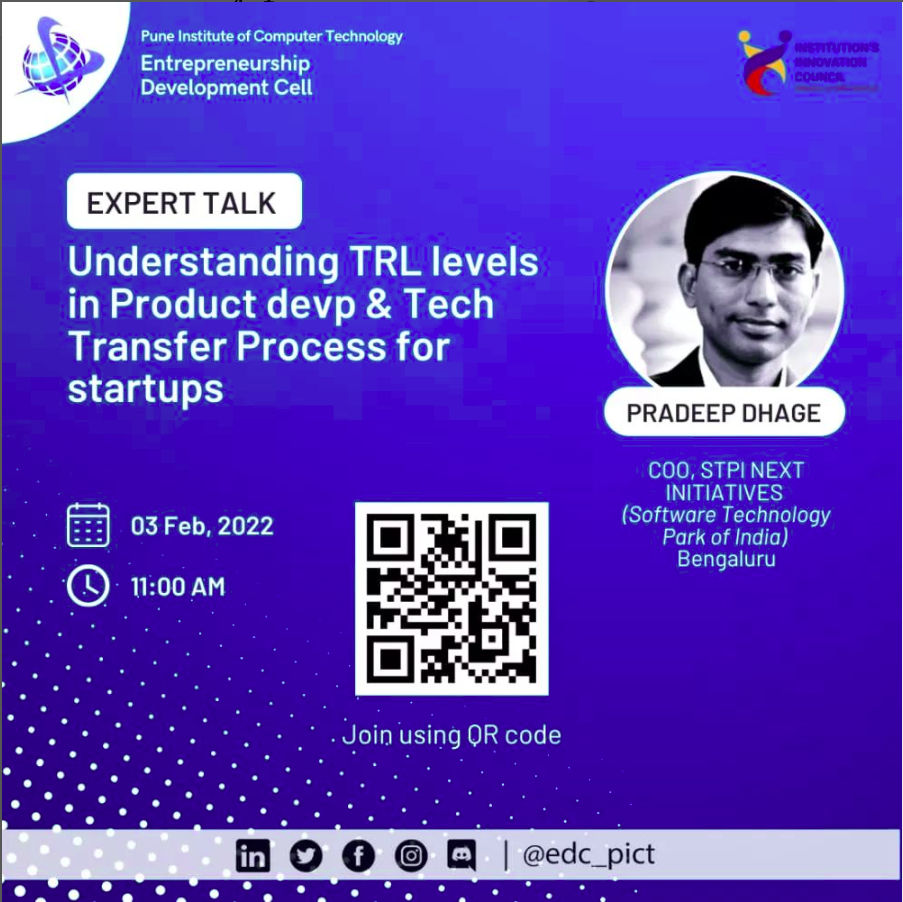 Pune Institute of Computer Technology
Entrepreneurship
Development Cell
INSTITUTION'S
INNOVATION
COUNCIL
EXPERT TALK
Understanding TRL levels
in Product devp & Tech
Transfer Process for
startups
PRADEEP DHAGE
COO, STPI NEXT
INITIATIVES
(Software Technology
Park of India)
Bengaluru
03 Feb, 2022
11:00 AM
Join using QR code
in
f
| @edc_pict